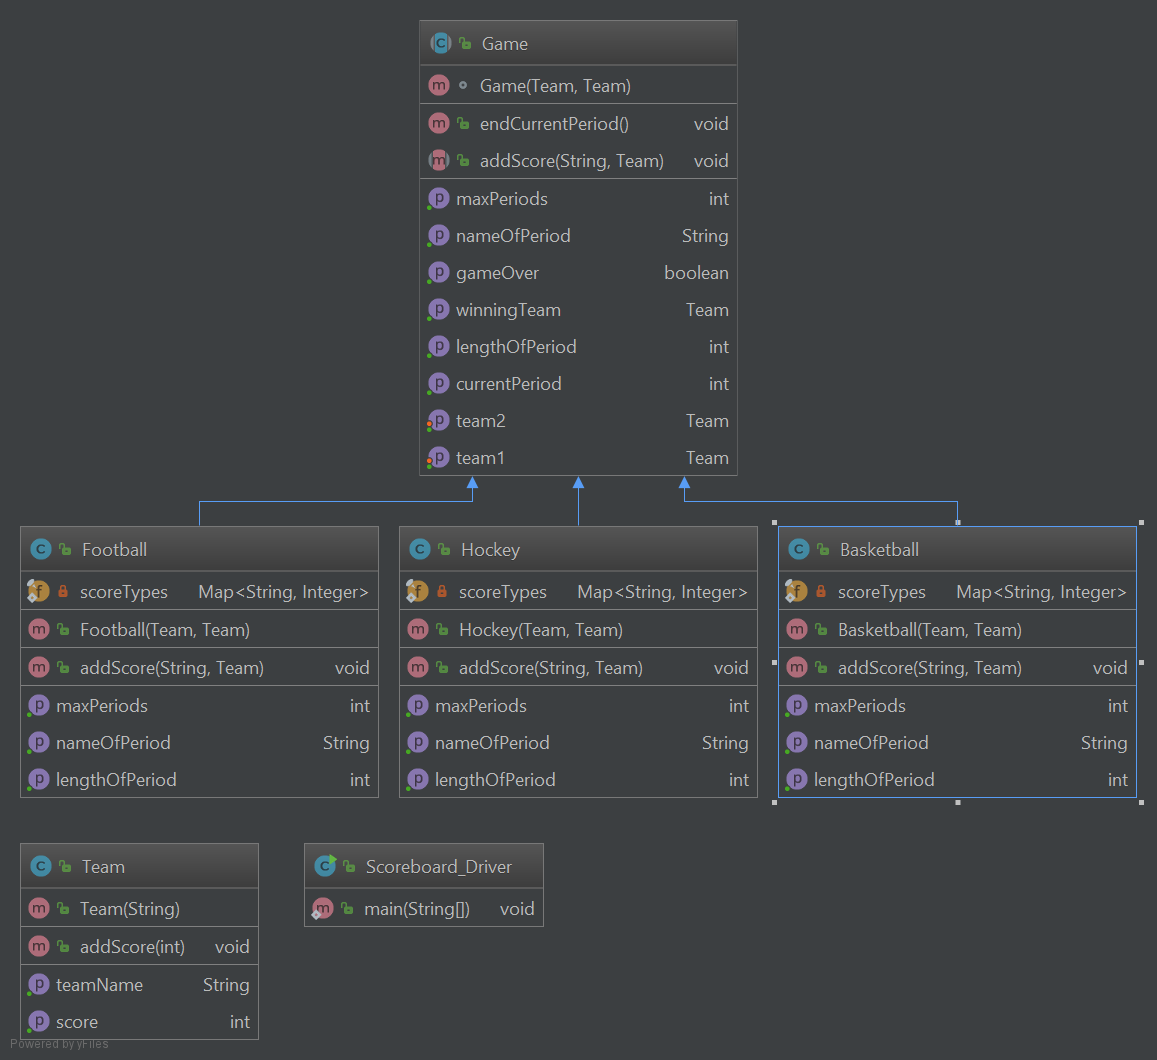 Game
Game(Team, Team)
endCurrentPeriod() void
addScore(String, Team) void
maxPeriods int
nameOfPeriod String
gameOver boolean
winningTeam Team
lengthOfPeriod int
currentPeriod int
team2 Team
team1 Team
Football
scoreTypes Map<String, Integer>
Football(Team, Team)
addScore(String, Team) void
maxPeriods int
nameOfPeriod String
lengthOfPeriod int
Hockey
scoreTypes Map<String, Integer>
Hockey(Team, Team)
addScore(String, Team) void
maxPeriods int
nameOfPeriod String
lengthOfPeriod int
Basketball
scoreTypes Map<String, Integer>
Basketball(Team, Team)
addScore(String, Team) void
maxPeriods int
nameOfPeriod String
lengthOfPeriod int
Team
Team(String)
addScore(int) void
teamName String
score int
Scoreboard_Driver
main(String[]) void
Powered by yFiles